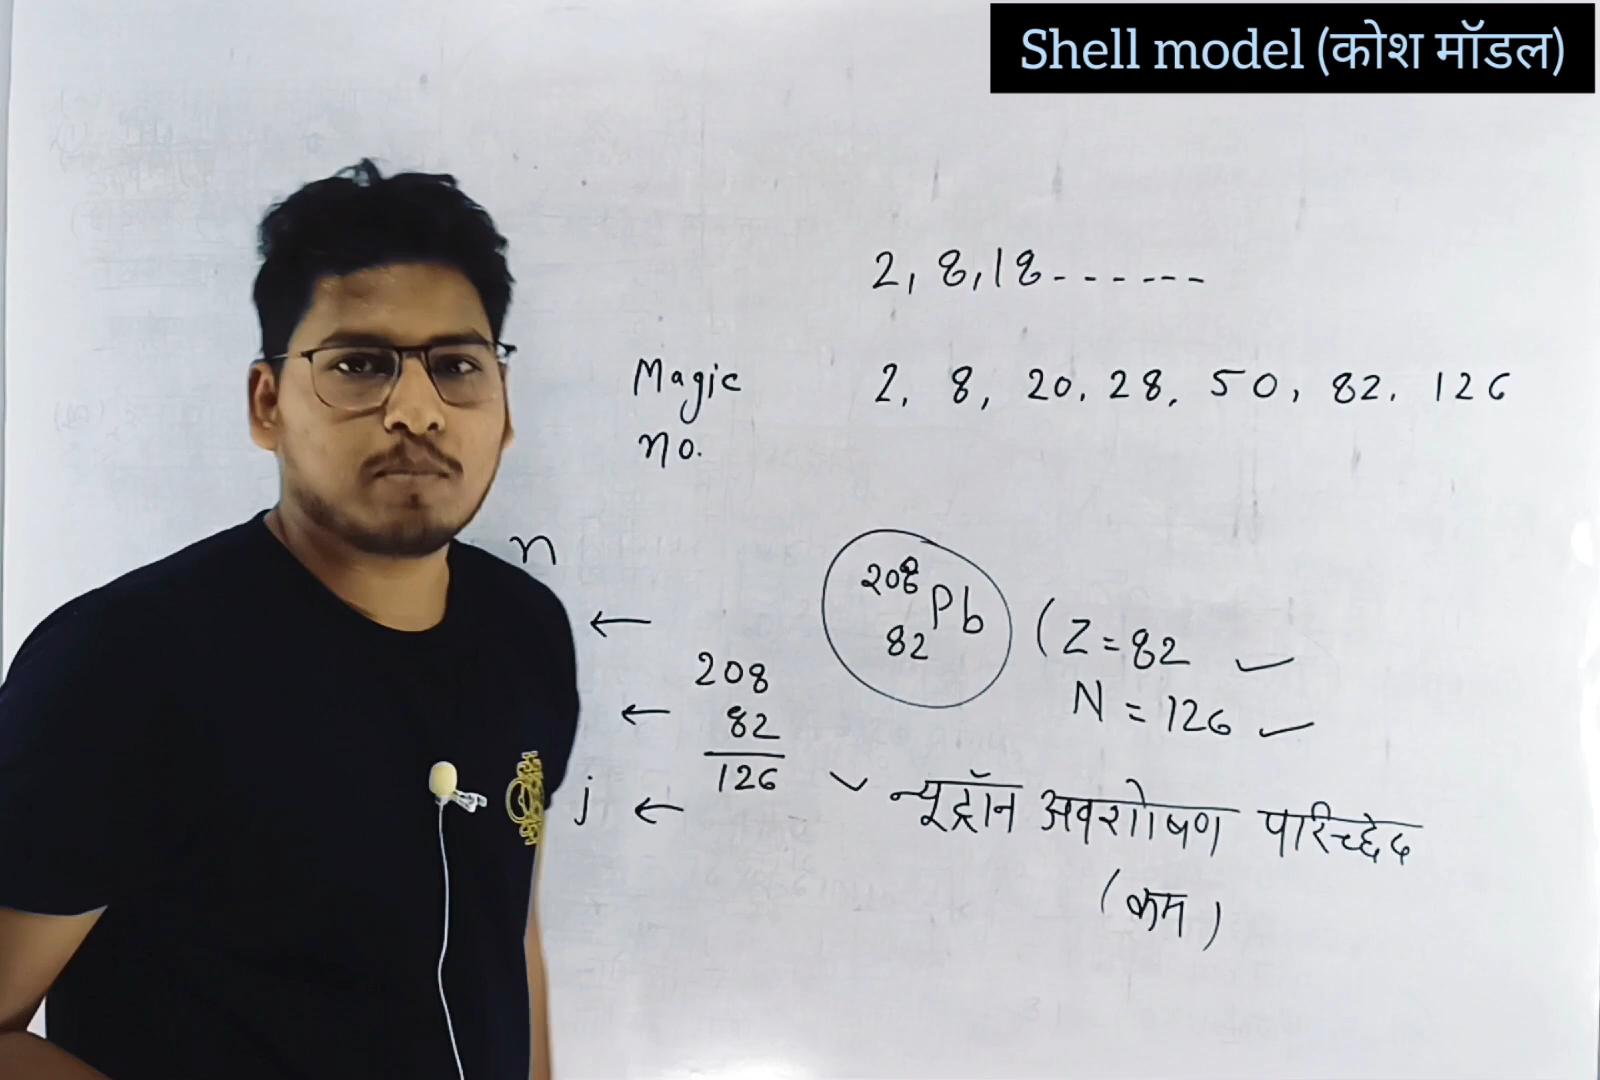 Shell model (कोश मॉडल)
2, 8, 18 - - - - - -
Magic no.
2, 8, 20, 28, 50, 82, 126
n
←
208
82
126
←
j ←
208
82 Pb
(Z = 82 ✓
N = 126 ✓
✓ न्यूट्रॉन अवशोषण परिच्छेद
(कम)